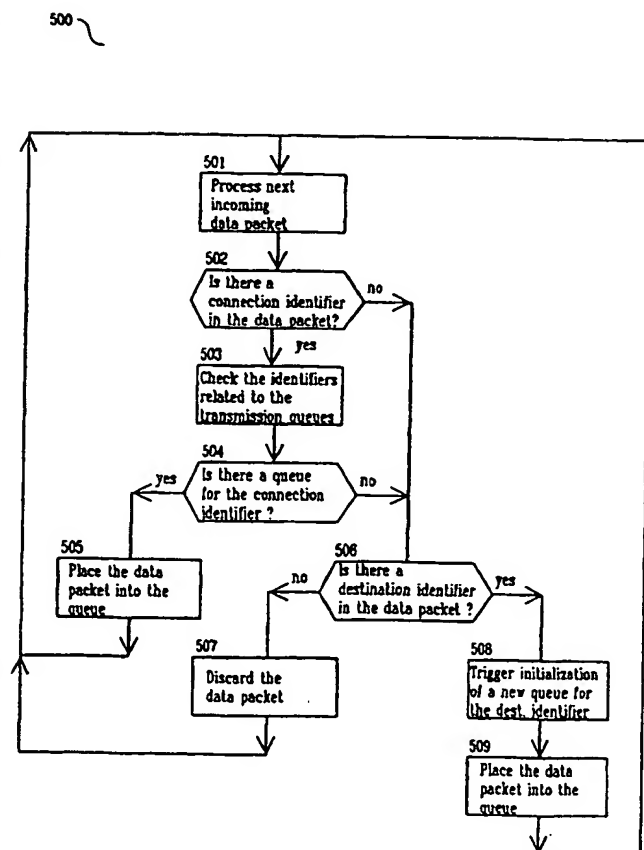 500
501
Process next
incoming
data packet
502
Is there a
connection identifier
in the data packet?
no
yes
503
Check the identifiers
related to the
transmission queues
504
Is there a queue
for the connection
identifier ?
yes
no
505
Place the data
packet into the
queue
506
Is there a
destination identifier
in the data packet ?
no
yes
507
Discard the
data packet
508
Trigger initialization
of a new queue for
the dest. identifier
509
Place the data
packet into the
queue